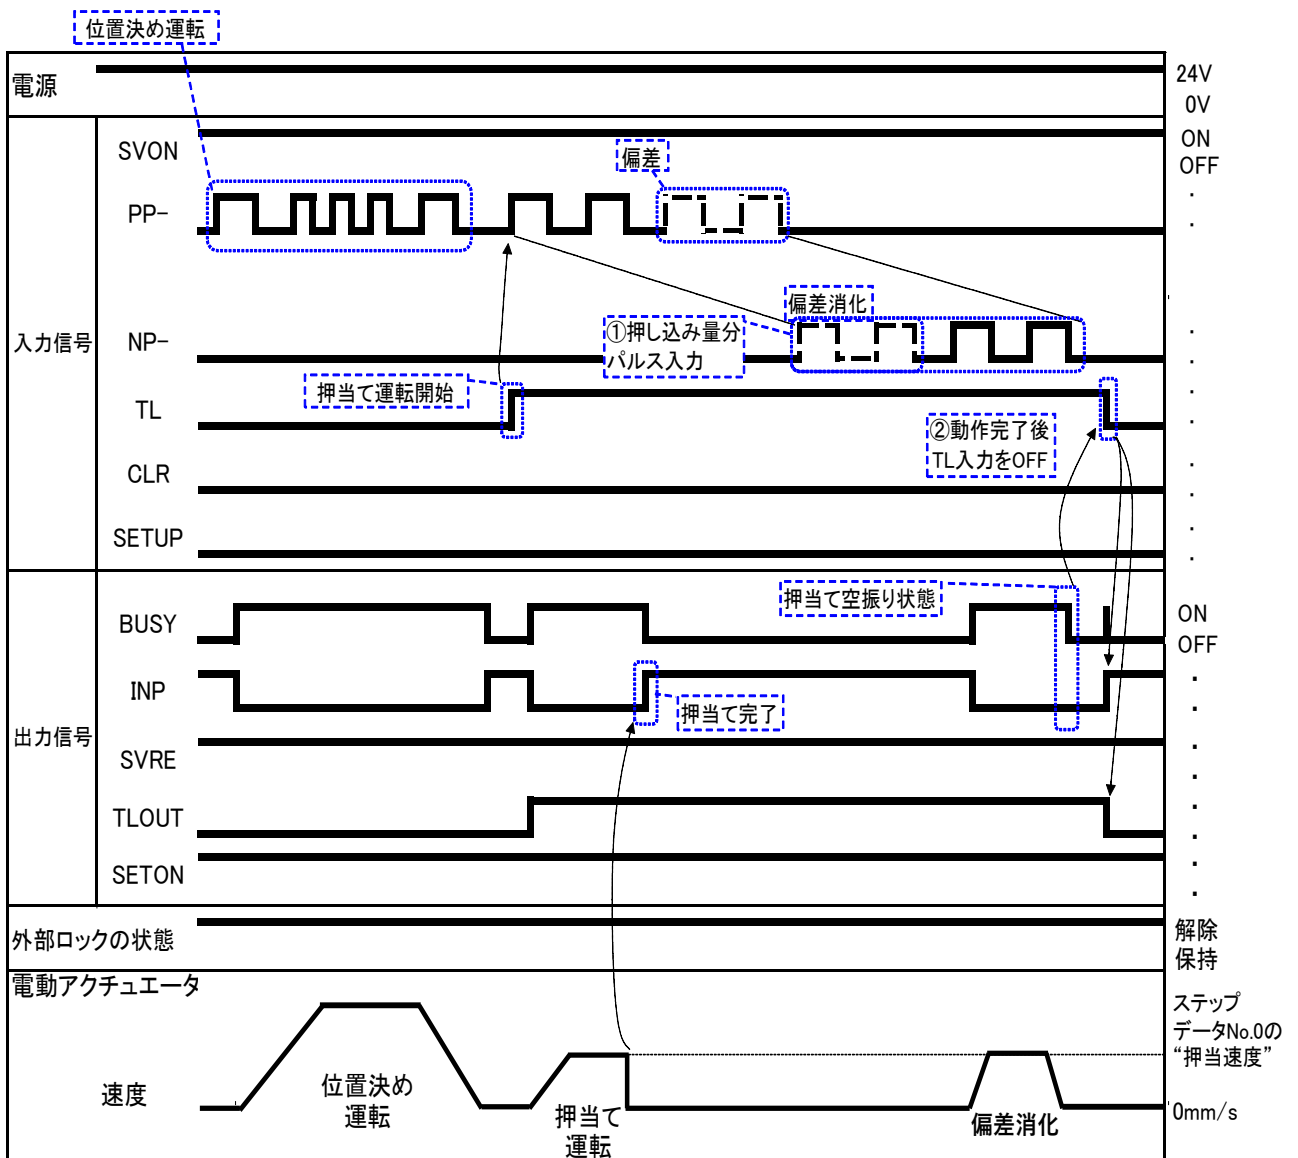 位置決め運転
電源
24V
0V
入力信号
SVON
ON
OFF
偏差
PP-
偏差消化
NP-
①押し込み量分
パルス入力
押当て運転開始
TL
②動作完了後
TL入力をOFF
CLR
SETUP
出力信号
押当て空振り状態
BUSY
ON
OFF
INP
押当て完了
SVRE
TLOUT
SETON
外部ロックの状態
解除
保持
電動アクチュエータ
ステップ
データNo.0の
“押当速度”
速度
位置決め
運転
押当て
運転
偏差消化
0mm/s